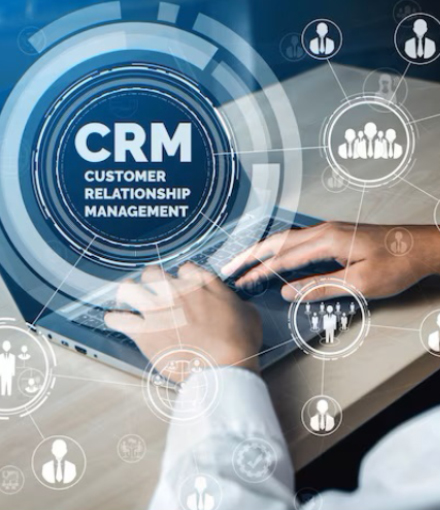 CRM
CUSTOMER
RELATIONSHIP
MANAGEMENT